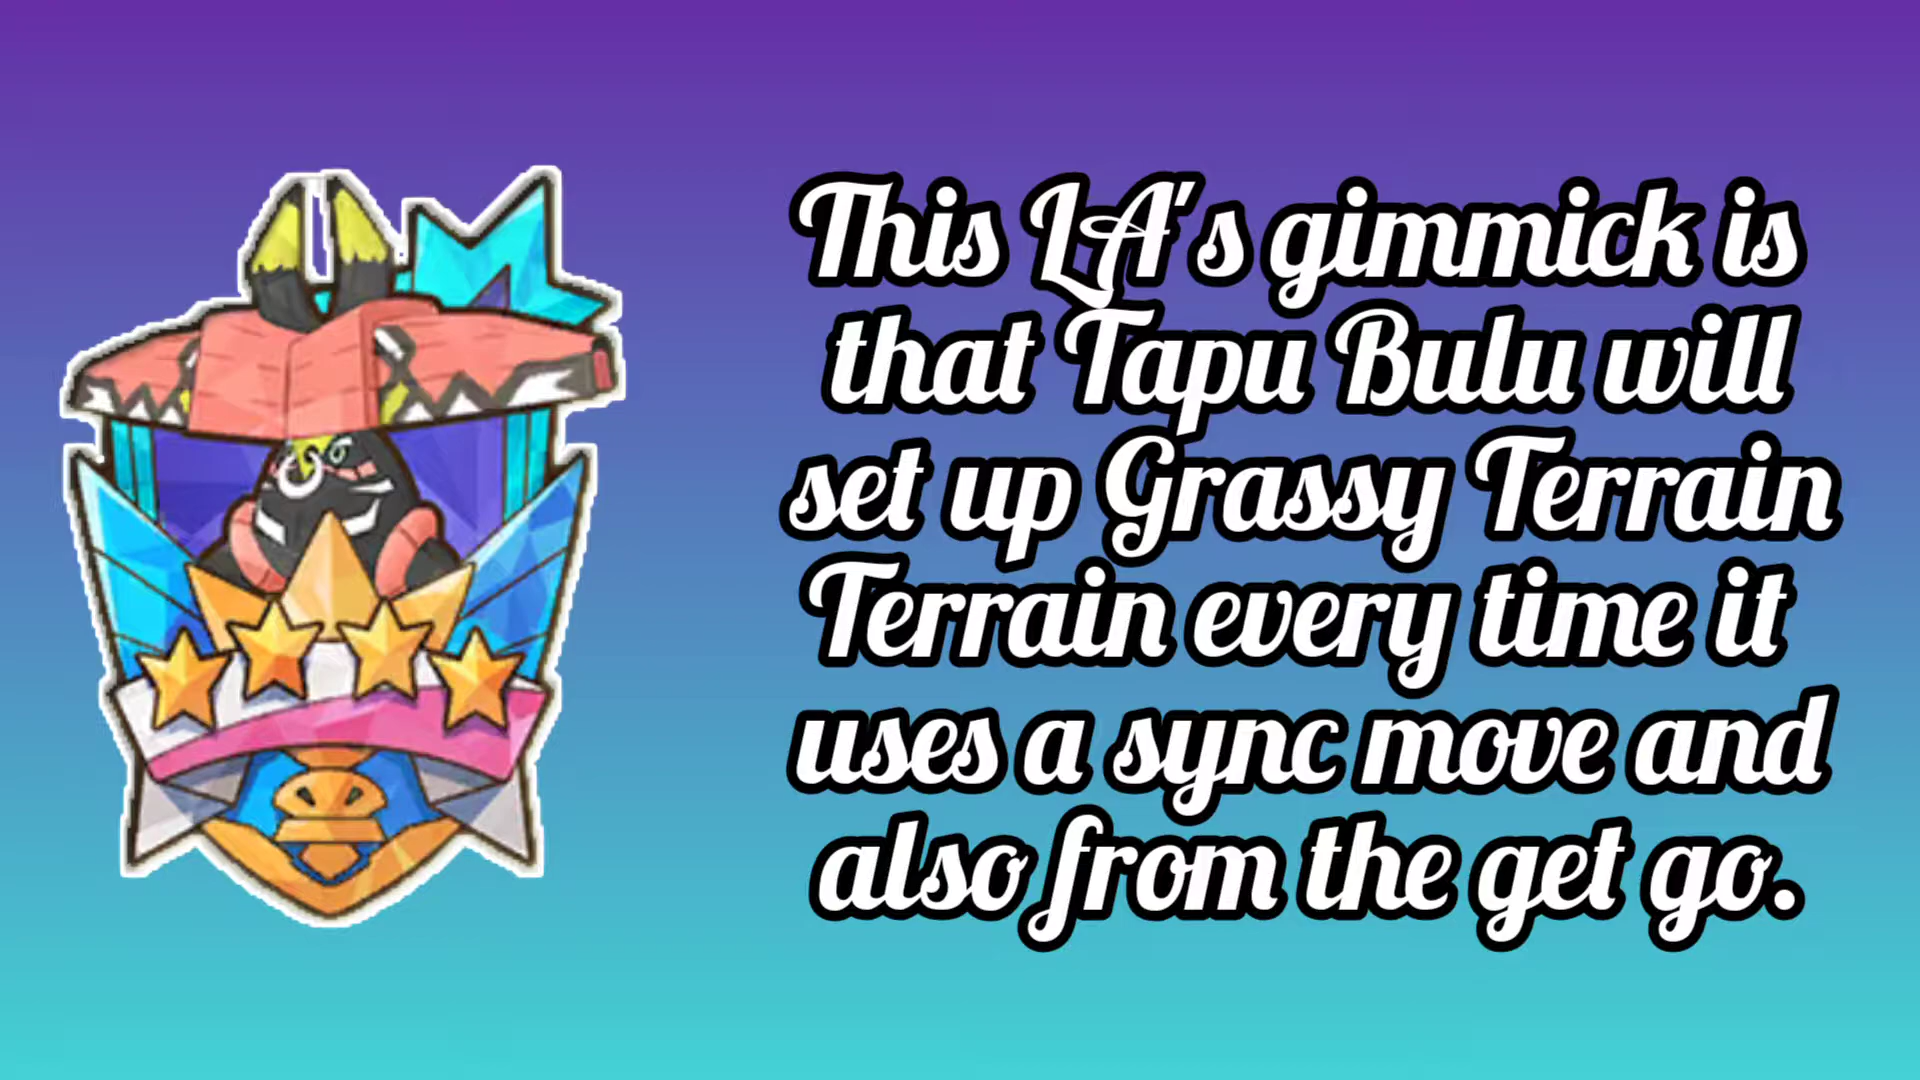 This LA's gimmick is
that Tapu Bulu will
set up Grassy Terrain
Terrain every time it
uses a sync move and
also from the get go.